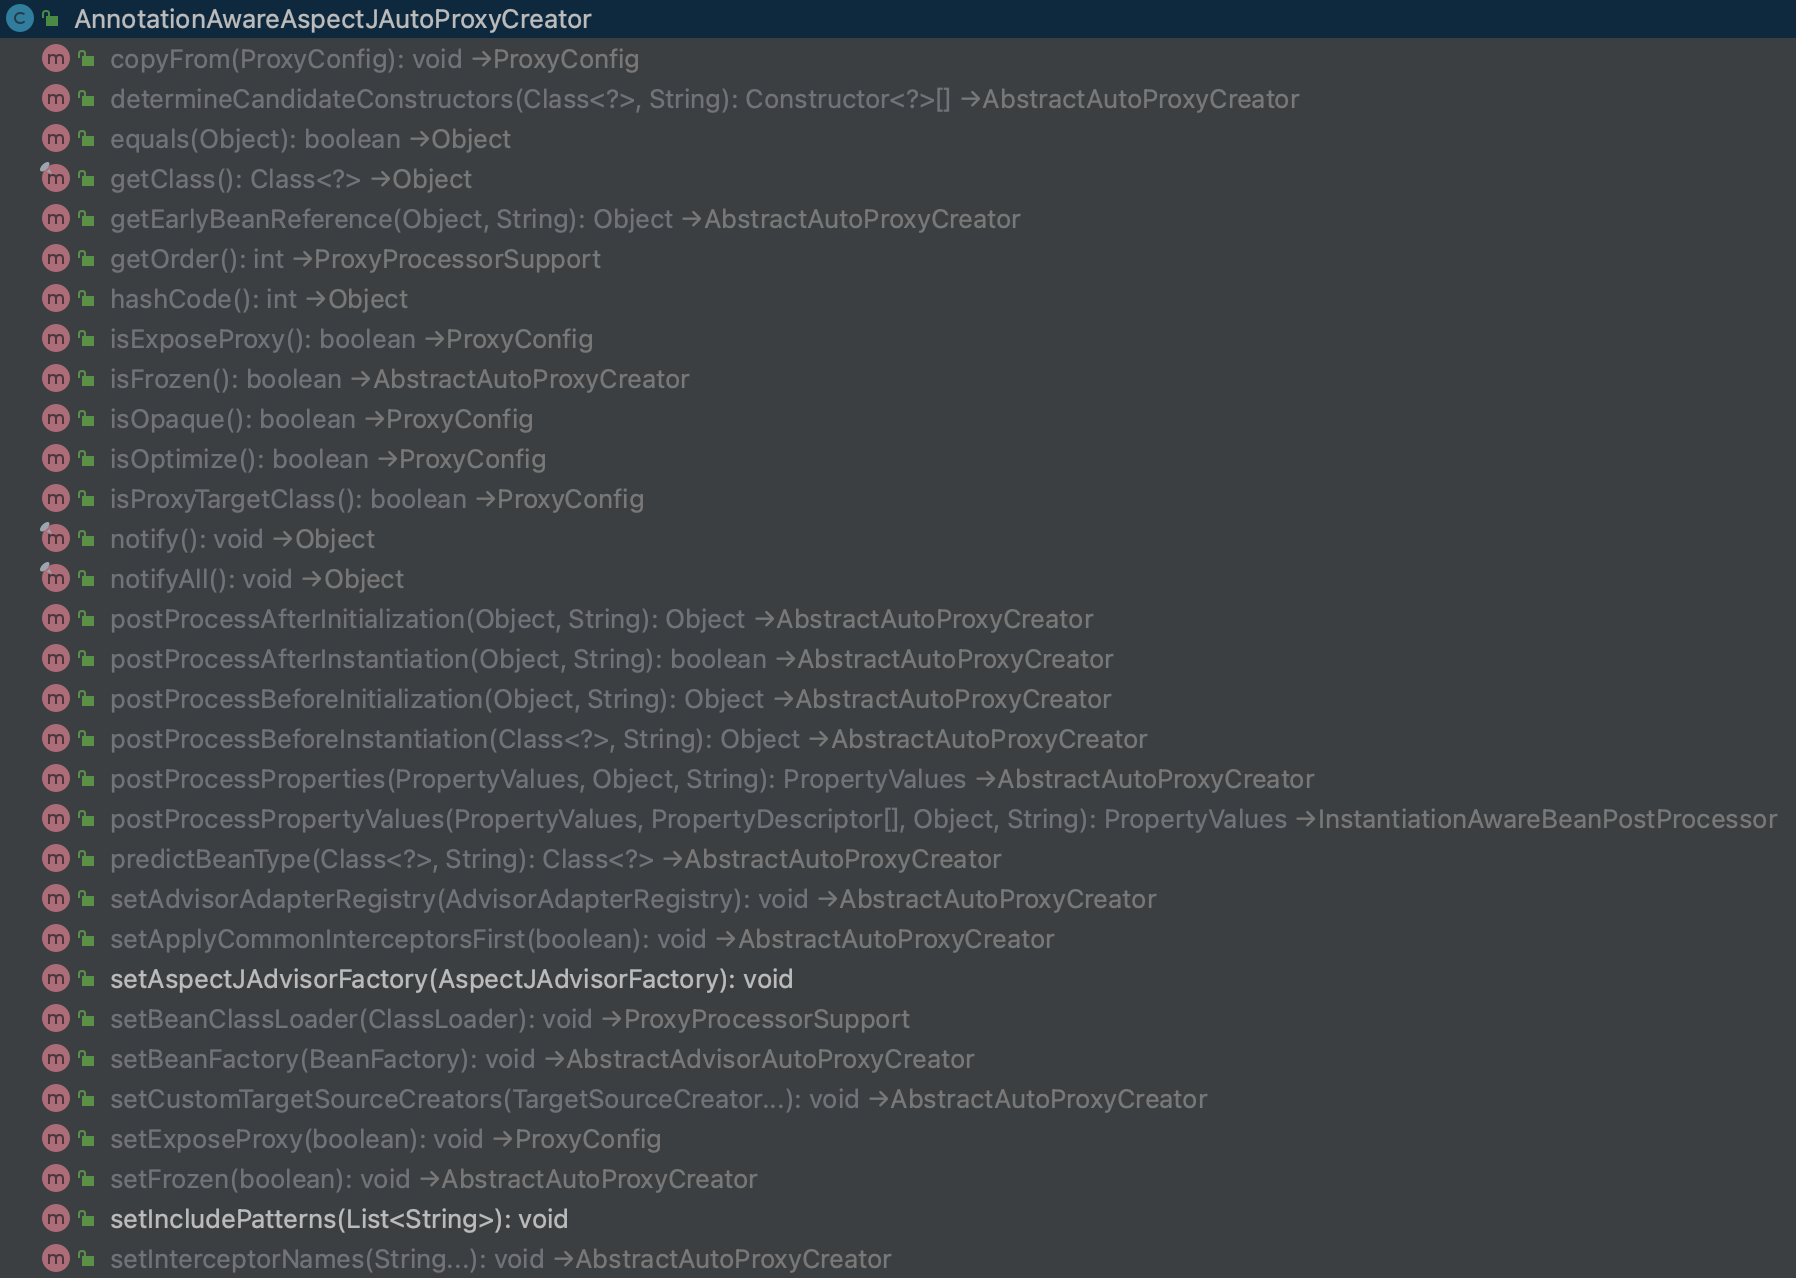 C AnnotationAwareAspectJAutoProxyCreator
m copyFrom(ProxyConfig): void →ProxyConfig
m determineCandidateConstructors(Class<?>, String): Constructor<?>[] →AbstractAutoProxyCreator
m equals(Object): boolean →Object
m getClass(): Class<?> →Object
m getEarlyBeanReference(Object, String): Object →AbstractAutoProxyCreator
m getOrder(): int →ProxyProcessorSupport
m hashCode(): int →Object
m isExposeProxy(): boolean →ProxyConfig
m isFrozen(): boolean →AbstractAutoProxyCreator
m isOpaque(): boolean →ProxyConfig
m isOptimize(): boolean →ProxyConfig
m isProxyTargetClass(): boolean →ProxyConfig
m notify(): void →Object
m notifyAll(): void →Object
m postProcessAfterInitialization(Object, String): Object →AbstractAutoProxyCreator
m postProcessAfterInstantiation(Object, String): boolean →AbstractAutoProxyCreator
m postProcessBeforeInitialization(Object, String): Object →AbstractAutoProxyCreator
m postProcessBeforeInstantiation(Class<?>, String): Object →AbstractAutoProxyCreator
m postProcessProperties(PropertyValues, Object, String): PropertyValues →AbstractAutoProxyCreator
m postProcessPropertyValues(PropertyValues, PropertyDescriptor[], Object, String): PropertyValues →InstantiationAwareBeanPostProcessor
m predictBeanType(Class<?>, String): Class<?> →AbstractAutoProxyCreator
m setAdvisorAdapterRegistry(AdvisorAdapterRegistry): void →AbstractAutoProxyCreator
m setApplyCommonInterceptorsFirst(boolean): void →AbstractAutoProxyCreator
m setAspectJAdvisorFactory(AspectJAdvisorFactory): void
m setBeanClassLoader(ClassLoader): void →ProxyProcessorSupport
m setBeanFactory(BeanFactory): void →AbstractAdvisorAutoProxyCreator
m setCustomTargetSourceCreators(TargetSourceCreator...): void →AbstractAutoProxyCreator
m setExposeProxy(boolean): void →ProxyConfig
m setFrozen(boolean): void →AbstractAutoProxyCreator
m setIncludePatterns(List<String>): void
m setInterceptorNames(String...): void →AbstractAutoProxyCreator